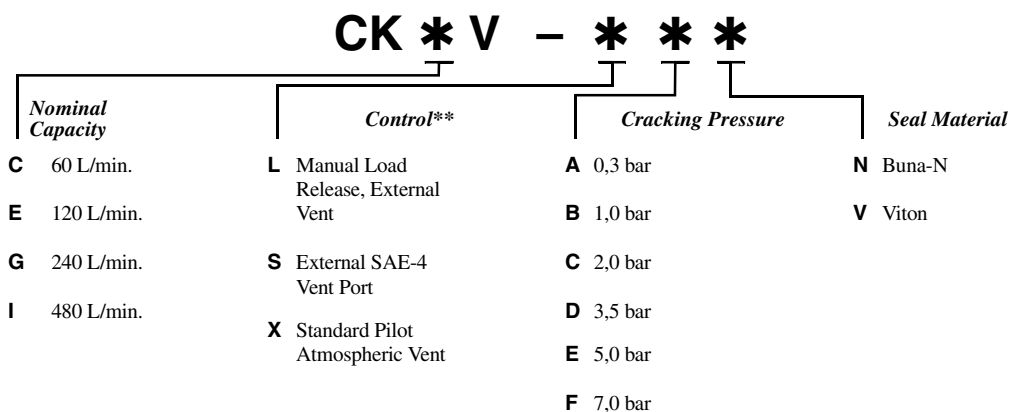 CK * V – * * *
Nominal
Capacity
C 60 L/min.
E 120 L/min.
G 240 L/min.
I 480 L/min.
Control**
L Manual Load
Release, External
Vent
S External SAE-4
Vent Port
X Standard Pilot
Atmospheric Vent
Cracking Pressure
A 0,3 bar
B 1,0 bar
C 2,0 bar
D 3,5 bar
E 5,0 bar
F 7,0 bar
Seal Material
N Buna-N
V Viton